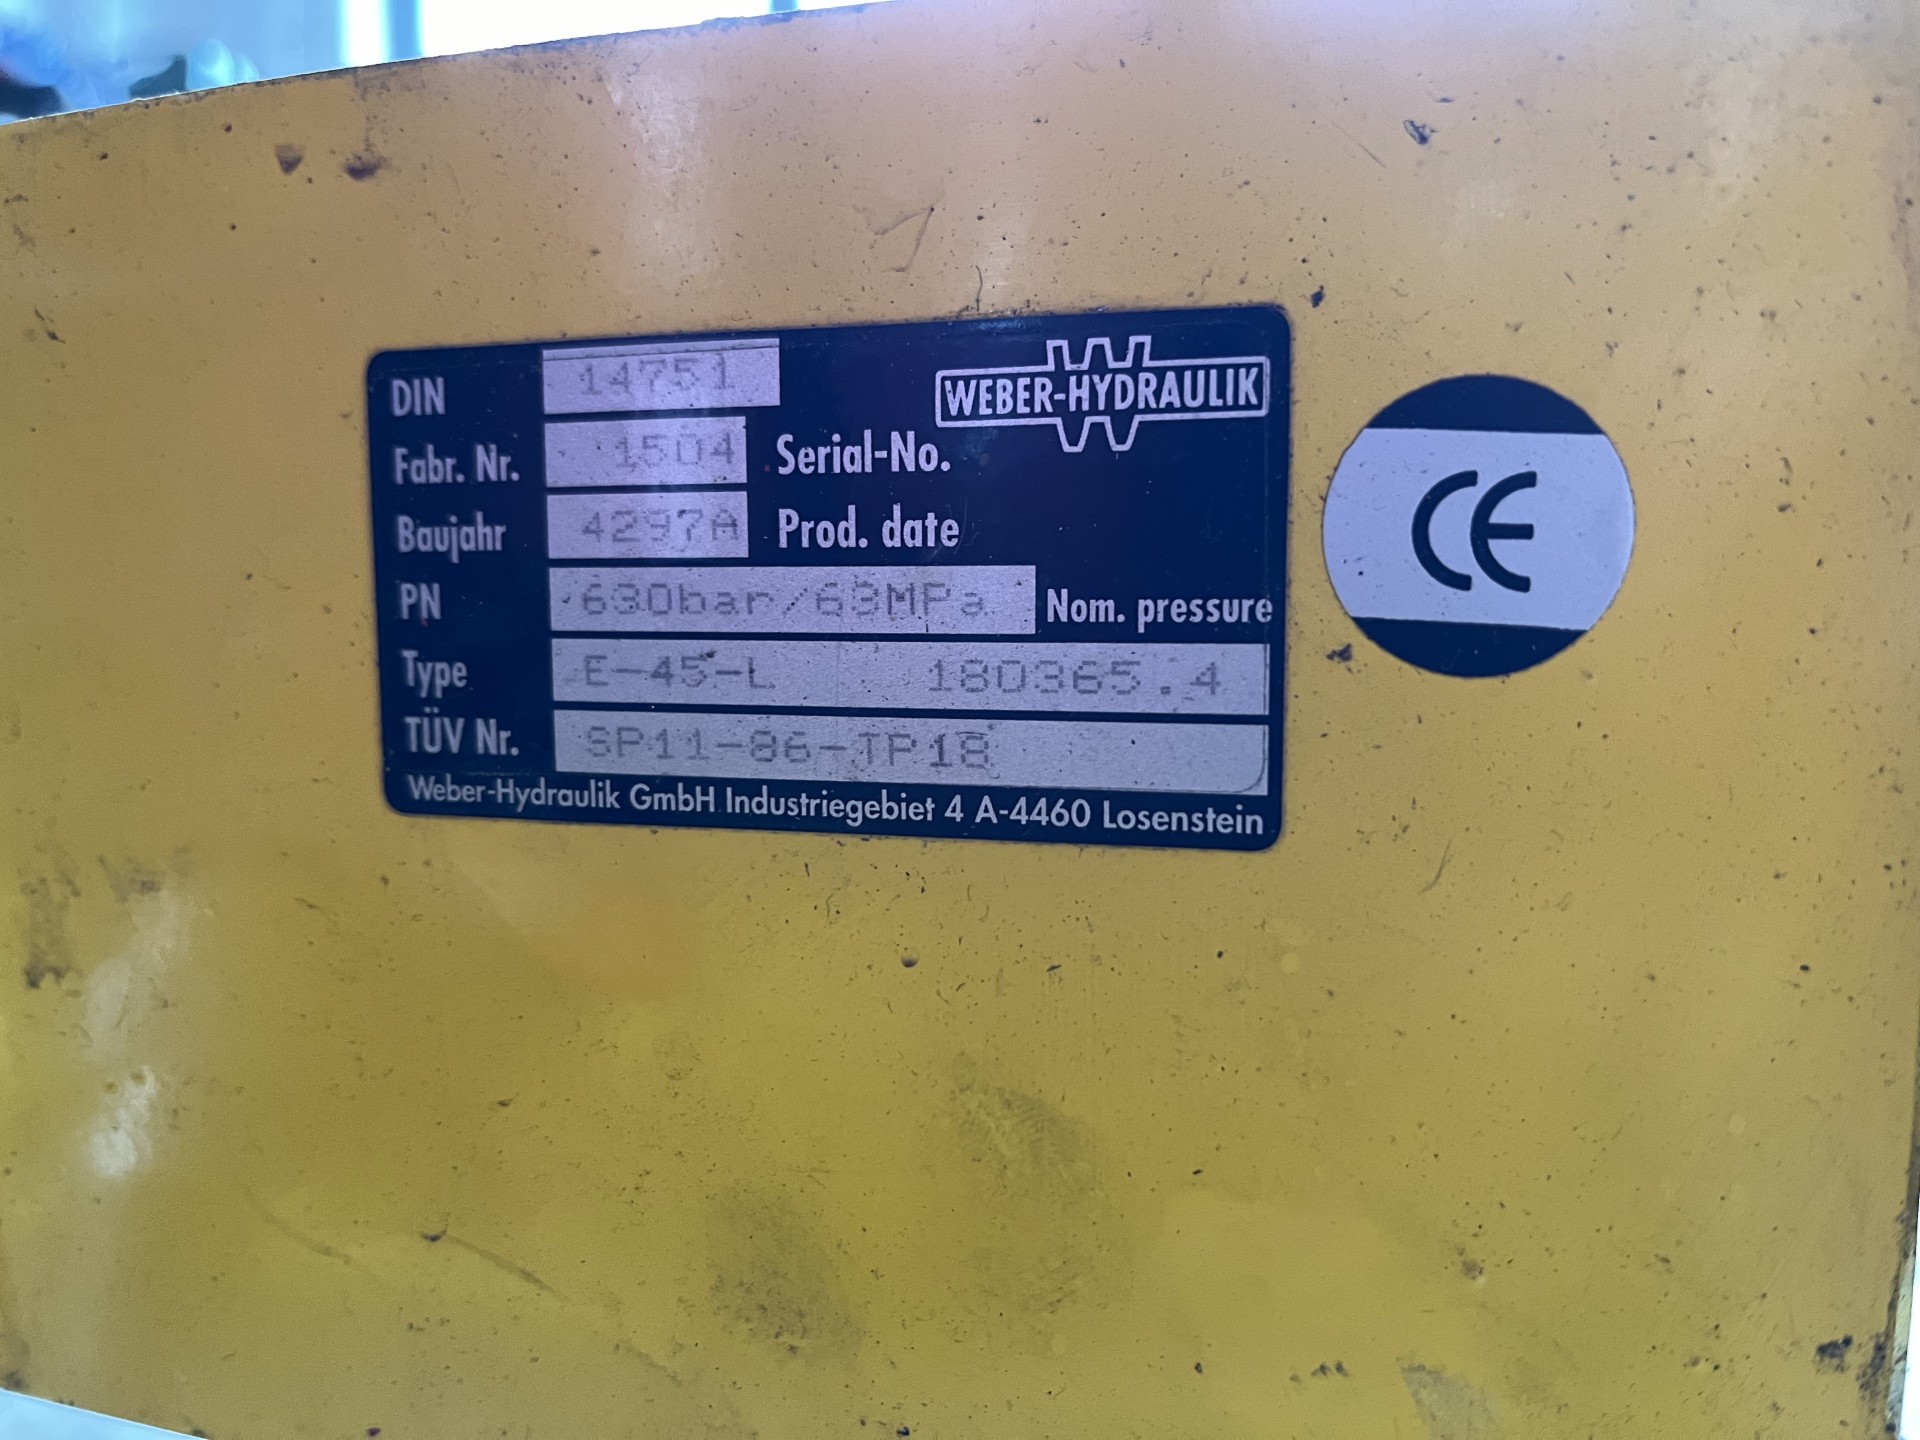 DIN 14751
WEBER-HYDRAULIK
Fabr. Nr. 1504 Serial-No.
Baujahr 4297A Prod. date
PN 630bar/63MPa Nom. pressure
Type E-45-L 180365.4
TÜV Nr. SP11-86-TP18
Weber-Hydraulik GmbH Industriegebiet 4 A-4460 Losenstein
CE